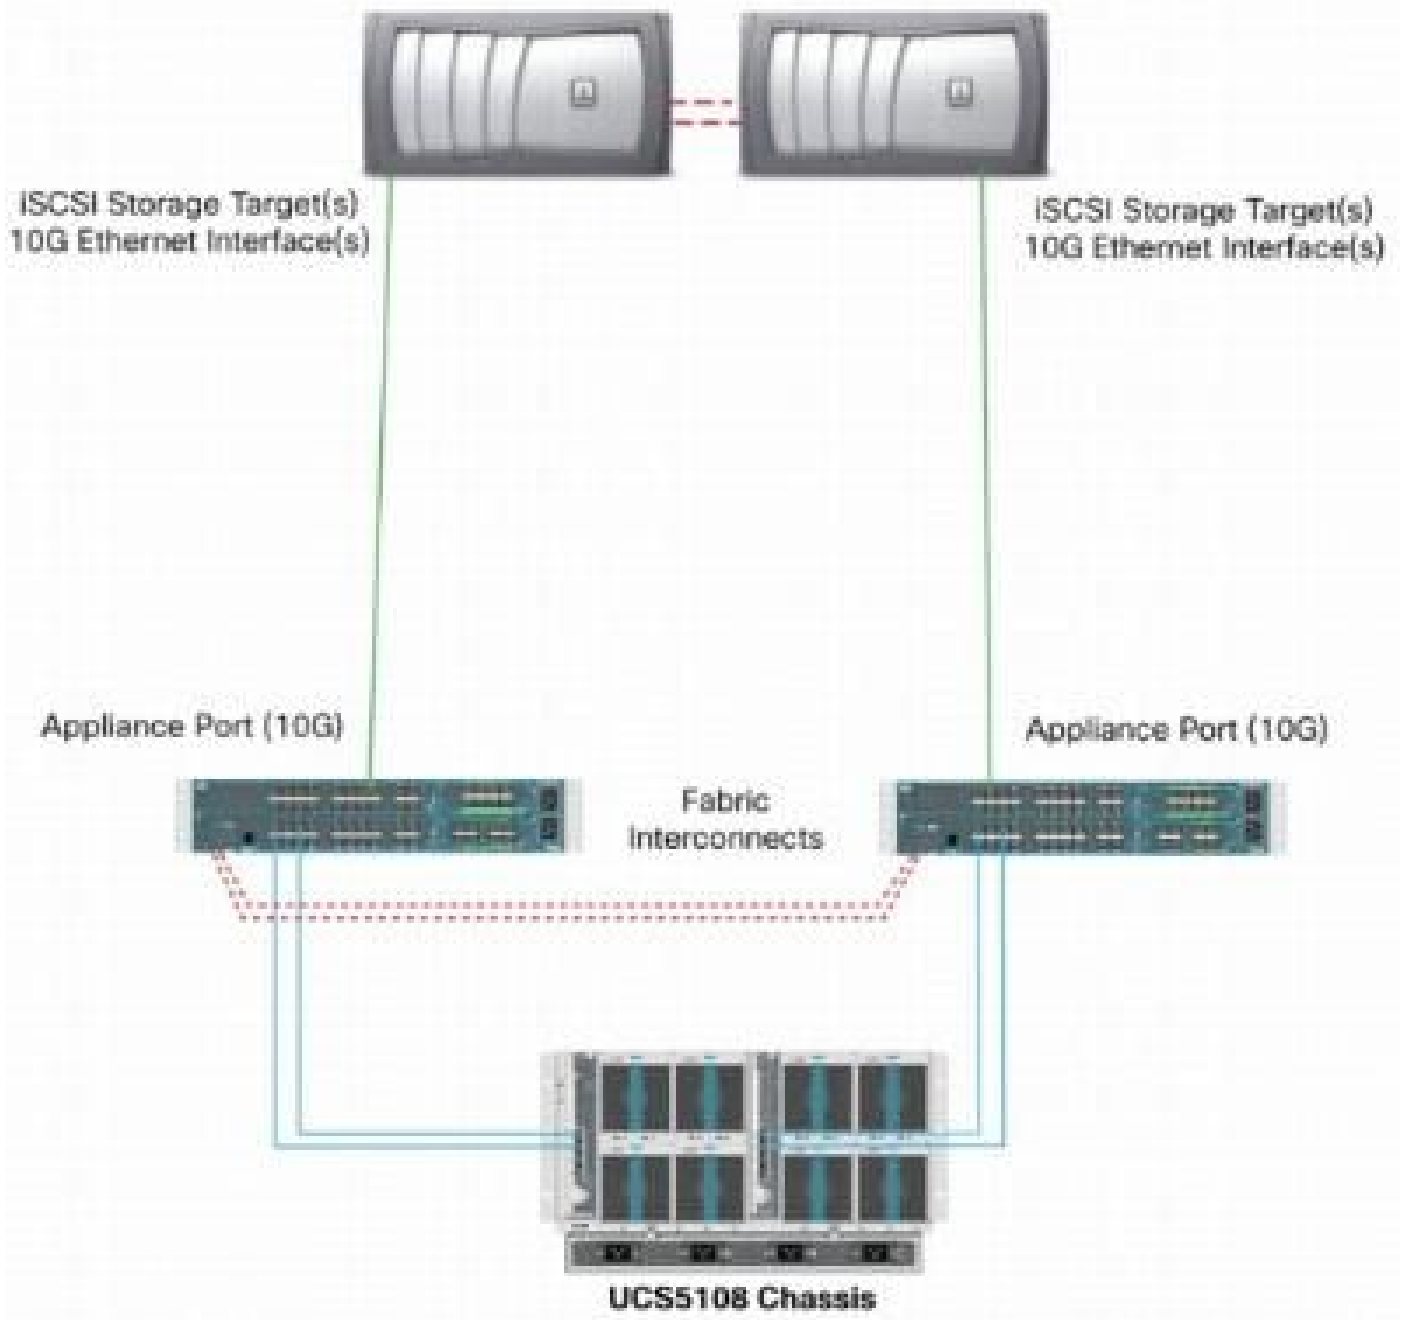 iSCSI Storage Target(s)
10G Ethernet Interface(s)
iSCSI Storage Target(s)
10G Ethernet Interface(s)
Appliance Port (10G)
Appliance Port (10G)
Fabric
Interconnects
UCS5108 Chassis